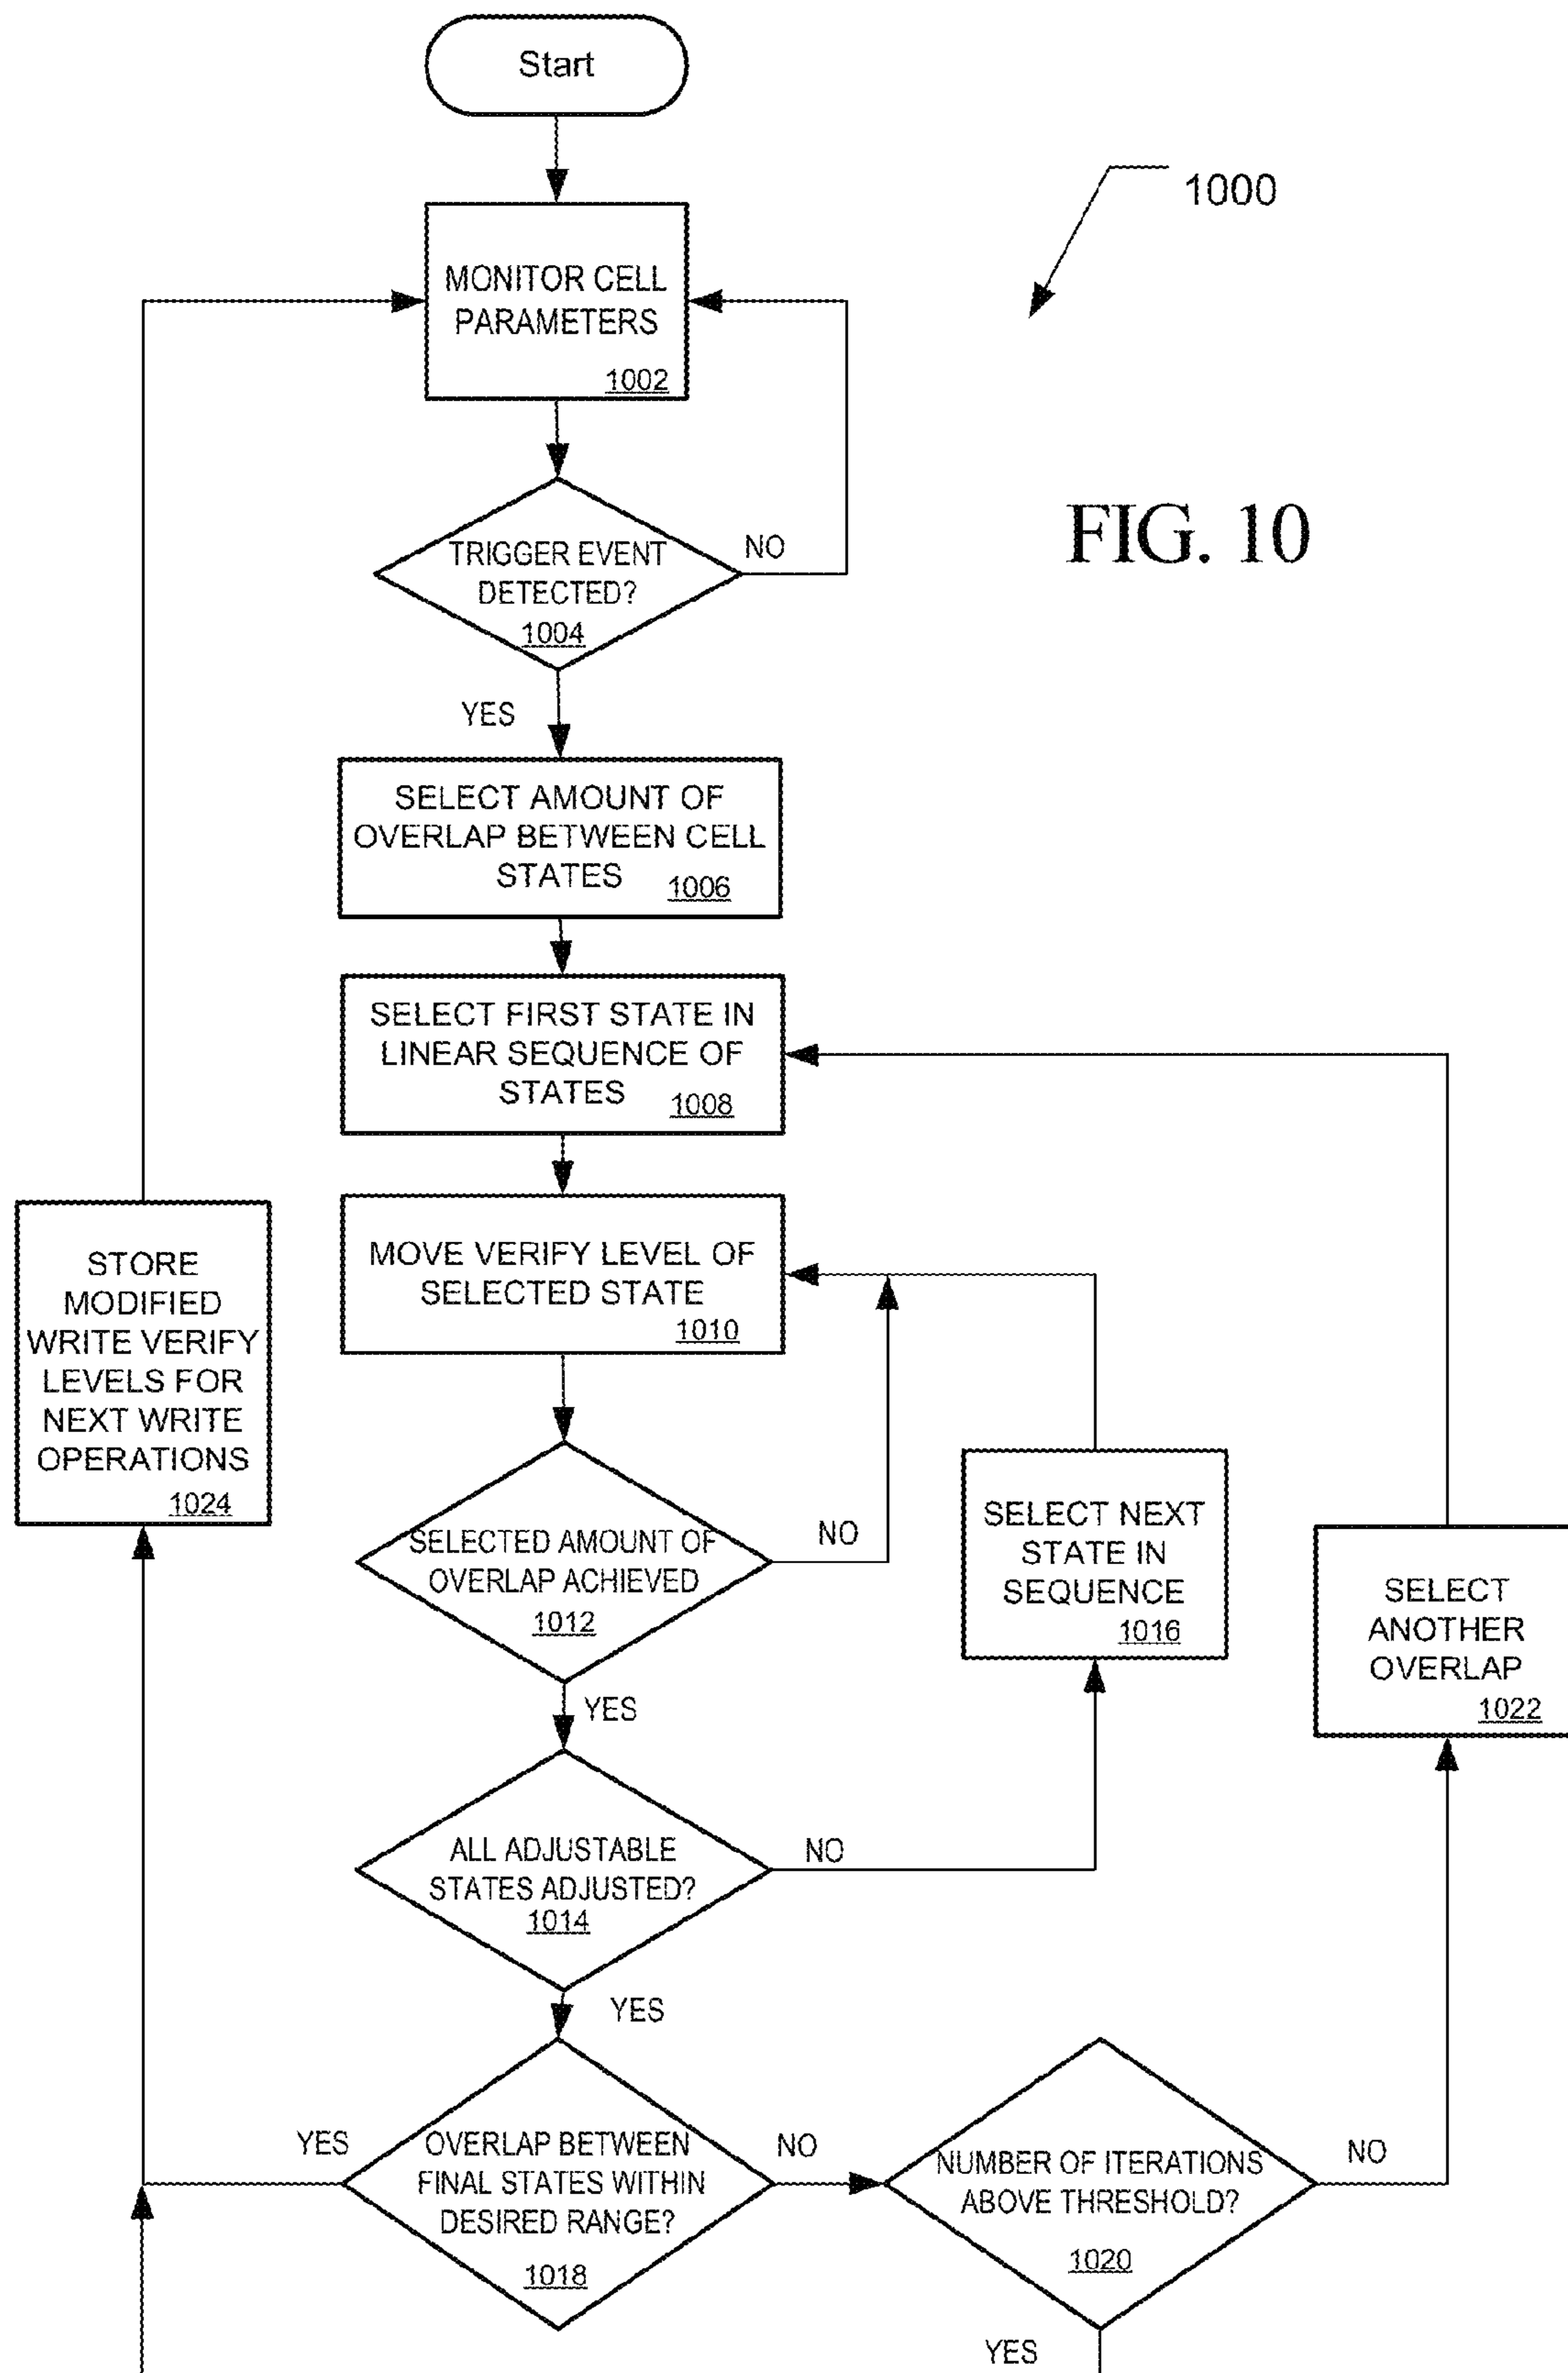 Start
1000
MONITOR CELL
PARAMETERS
1002
FIG. 10
TRIGGER EVENT
DETECTED?
1004
NO
YES
SELECT AMOUNT OF
OVERLAP BETWEEN CELL
STATES
1006
SELECT FIRST STATE IN
LINEAR SEQUENCE OF
STATES
1008
MOVE VERIFY LEVEL OF
SELECTED STATE
1010
STORE
MODIFIED
WRITE VERIFY
LEVELS FOR
NEXT WRITE
OPERATIONS
1024
SELECTED AMOUNT OF
OVERLAP ACHIEVED
1012
NO
YES
SELECT NEXT
STATE IN
SEQUENCE
1016
SELECT
ANOTHER
OVERLAP
1022
ALL ADJUSTABLE
STATES ADJUSTED?
1014
NO
YES
OVERLAP BETWEEN
FINAL STATES WITHIN
DESIRED RANGE?
1018
YES
NO
NUMBER OF ITERATIONS
ABOVE THRESHOLD?
1020
NO
YES